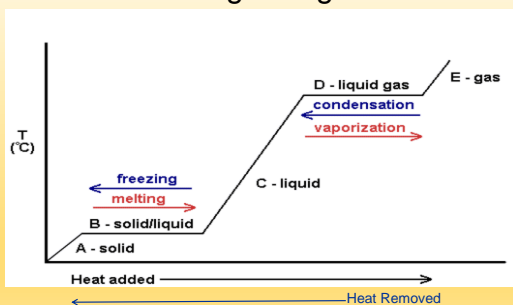 D - liquid gas
E - gas
condensation
vaporization
T
(°C)
freezing
melting
C - liquid
B - solid/liquid
A - solid
Heat added
Heat Removed